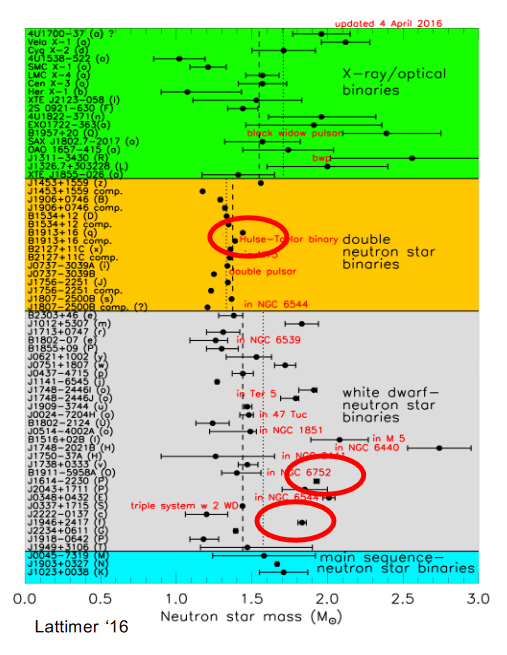 updated 4 April 2016
4U1700-37 (a) ?
Vela X-1 (a)
Cyg X-2 (d)
4U1538-522 (a)
SMC X-1 (a)
LMC X-4 (a)
Cen X-3 (a)
Her X-1 (b)
XTE J2123-058 (l)
2S 0921-630 (F)
4U1822-371(n)
EXO1722-363(a)
B1957+20 (Q)
black widow pulsar
SAX J1802.7-2017 (a)
OAO 1657-415 (a)
J1311-3430 (R)
bwp
J1326.7+303228 (L)
XTE J1855-026 (a)
X-ray/optical
binaries
J1453+1559 (z)
J1453+1559 comp.
J1906+0746 (B)
J1906+0746 comp.
B1534+12 (D)
B1534+12 comp.
B1913+16 (q)
B1913+16 comp.
Hulse-Taylor binary
B2127+11C (x)
B2127+11C comp.
in
J0737-3039A (i)
J0737-3039B
double pulsar
J1756-2251 (J)
J1756-2251 comp.
J1807-2500B (s)
in NGC 6544
J1807-2500B comp. (?)
double
neutron star
binaries
B2303+46 (e)
J1012+5307 (m)
J1713+0747 (r)
B1802-07 (e)
in NGC 6539
B1855+09 (P)
J0621+1002 (y)
J0751+1807 (w)
J0437-4715 (p)
J1141-6545 (j)
J1748-2446I (o)
in Ter 5
J1748-2446J (o)
J1909-3744 (u)
J0024-7204H (o)
in 47 Tuc
B1802-2124 (U)
J0514-4002A (o)
in NGC 1851
B1516+02B (I)
in M 5
J1748-2021B (H)
in NGC 6440
J1750-37A (H)
in NGC
J1738+0333 (v)
B1911-5958A (O)
in NGC 6752
J1614-2230 (P)
J2043+1711 (P)
J0348+0432 (E)
in NGC 6544
J0337+1715 (S)
triple system w 2 WD
J2222-0137 (c)
J1946+2417 (f)
J2234+0611 (G)
J1918-0642 (P)
J1949+3106 (T)
white dwarf-
neutron star
binaries
J0045-7319 (M)
J1903+0327 (N)
J1023+0038 (K)
main sequence-
neutron star binaries
0.0 0.5 1.0 1.5 2.0 2.5 3.0
Neutron star mass (M☉)
Lattimer ‘16